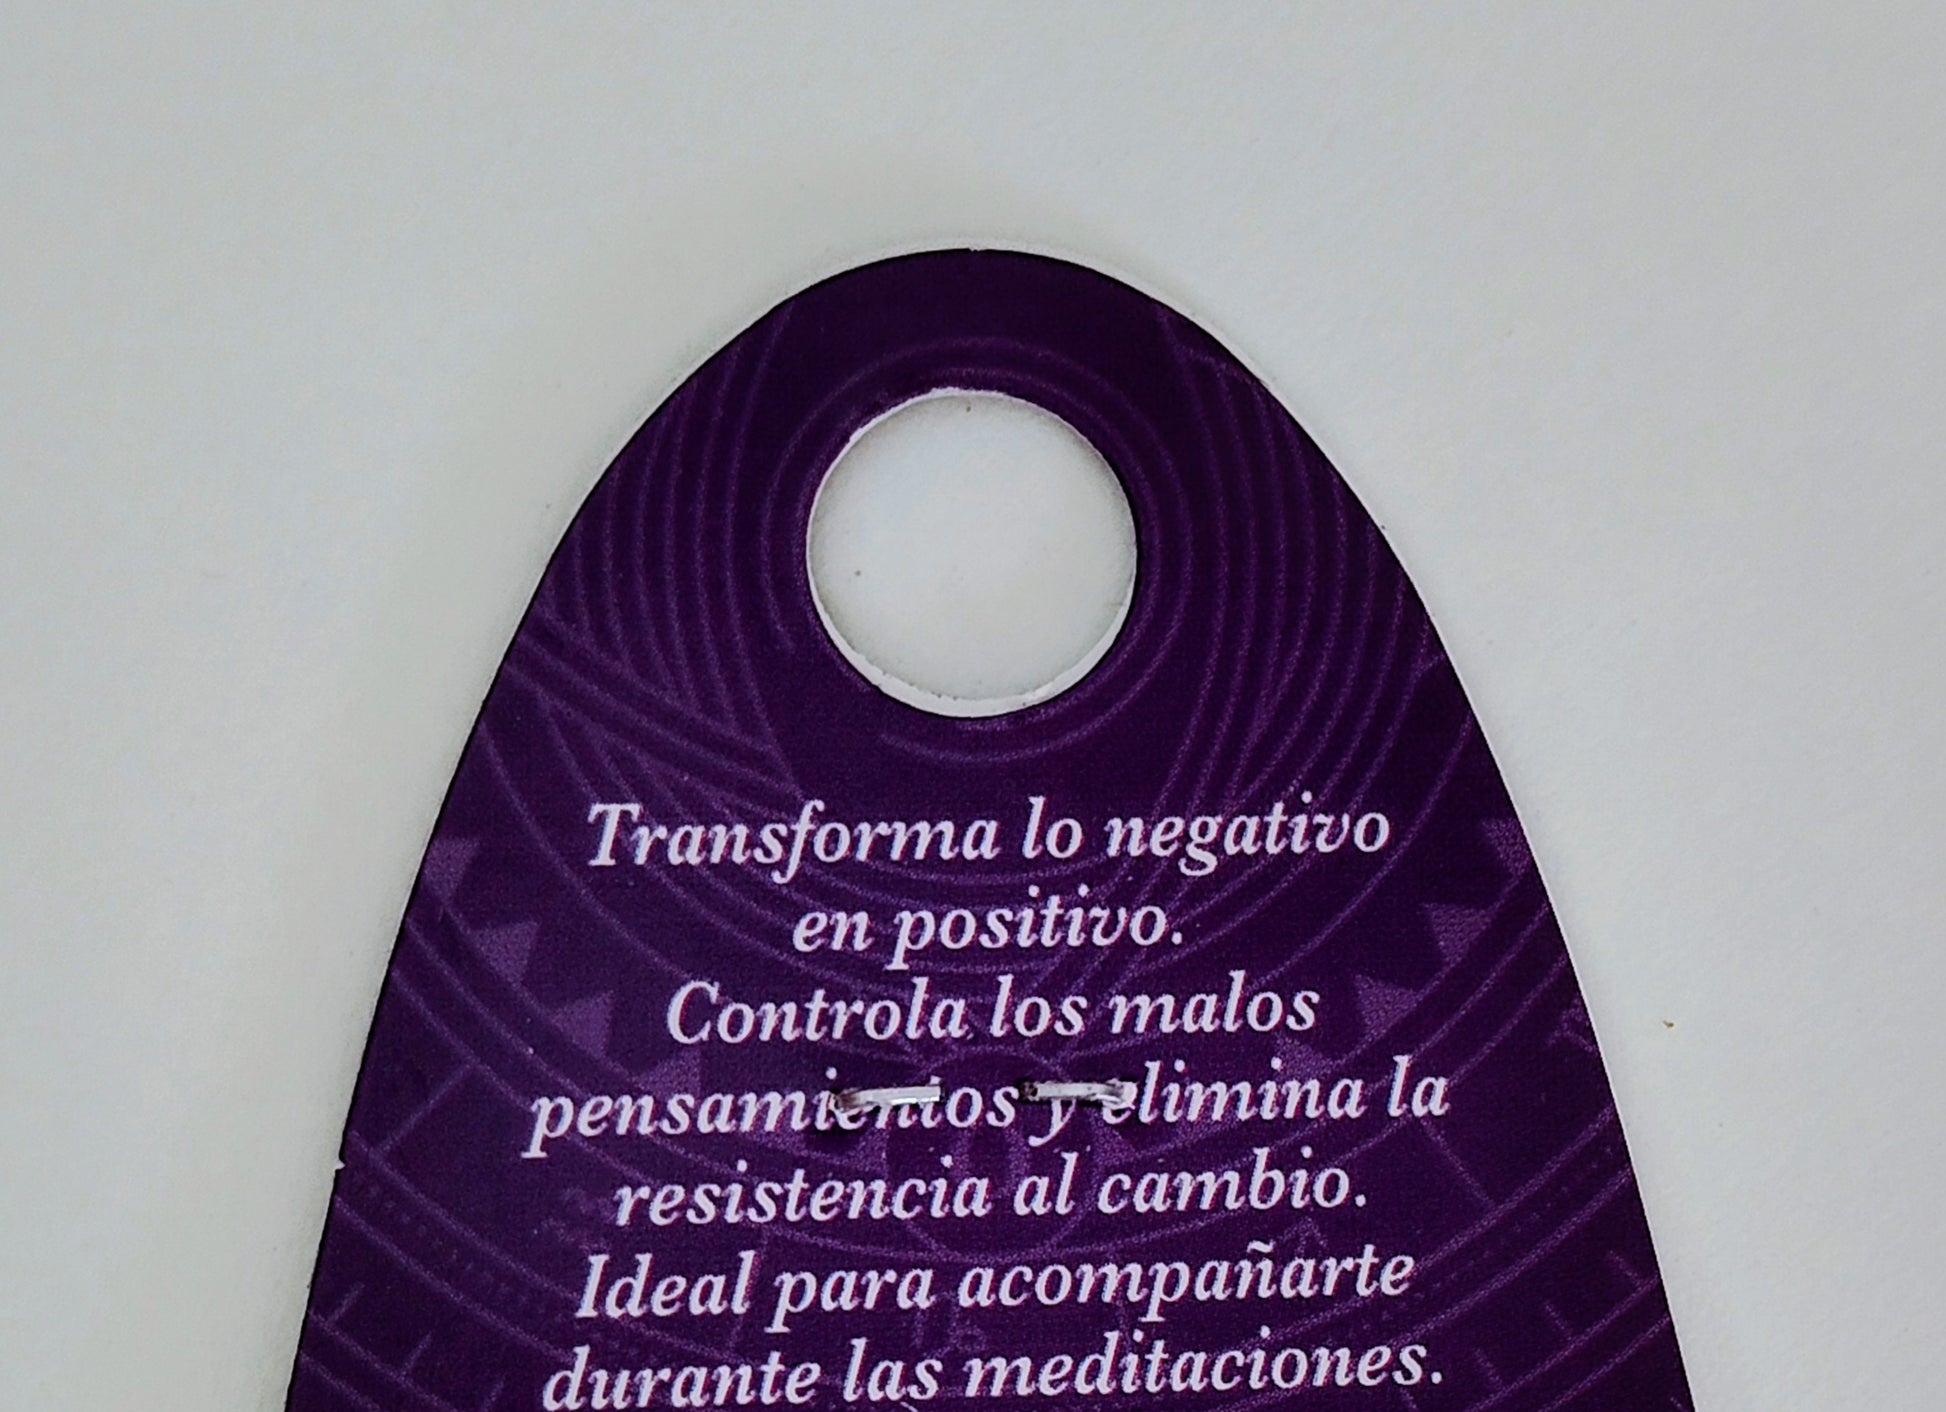 Transforma lo negativo
en positivo.
Controla los malos
pensamientos y elimina la
resistencia al cambio.
Ideal para acompañarte
durante las meditaciones.